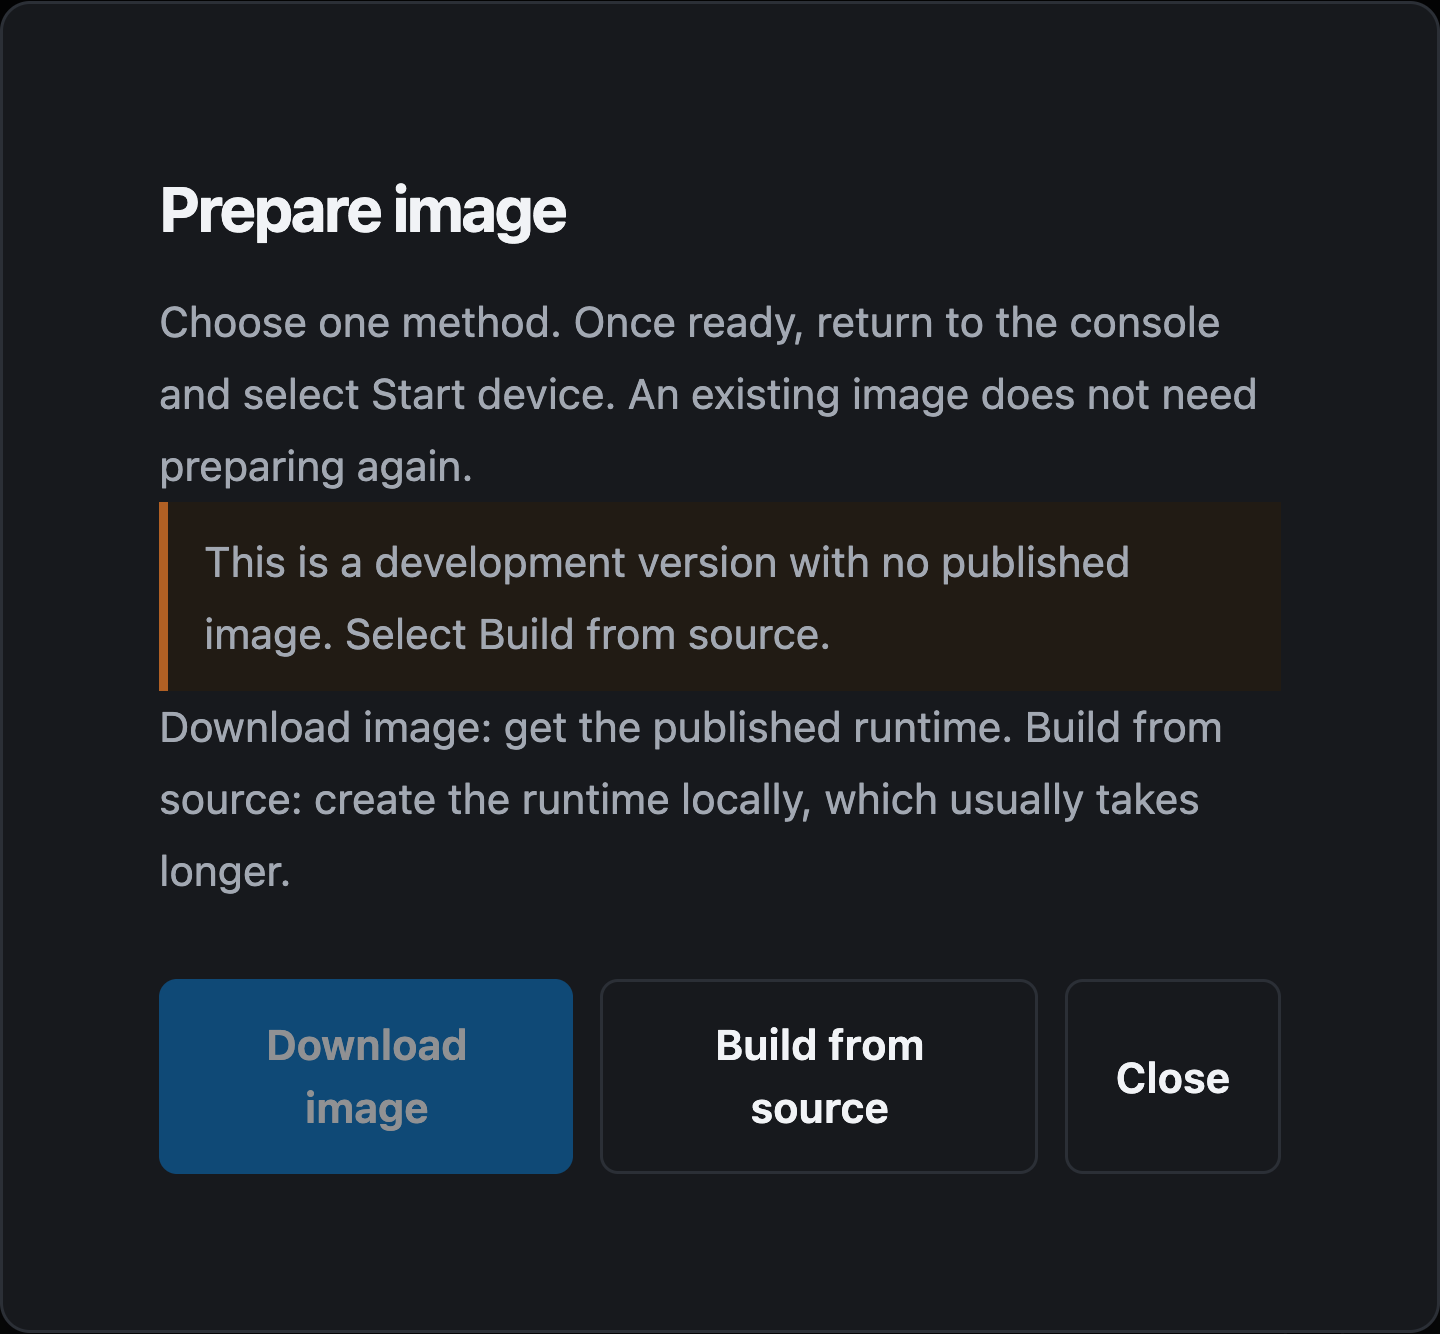 Prepare image
Choose one method. Once ready, return to the console
and select Start device. An existing image does not need
preparing again.
This is a development version with no published
image. Select Build from source.
Download image: get the published runtime. Build from
source: create the runtime locally, which usually takes
longer.
Download
image
Build from
source
Close